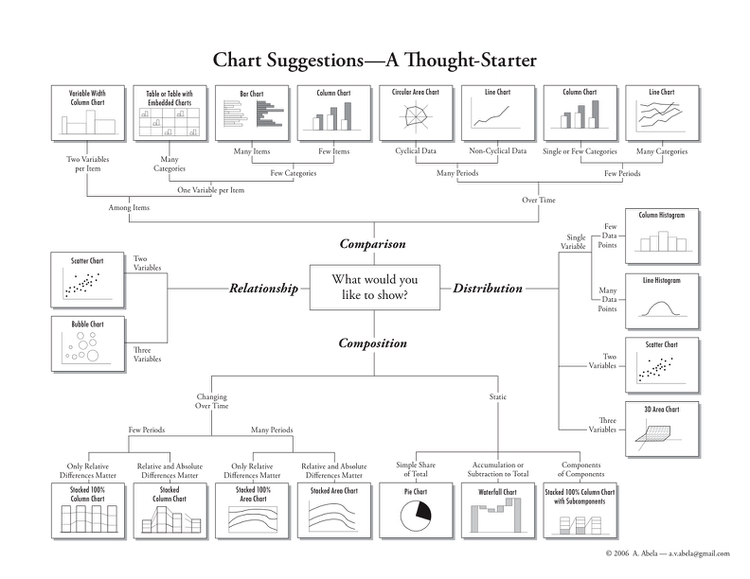 Chart Suggestions—A Thought-Starter
Variable Width
Column Chart
Table or Table with
Embedded Charts
Bar Chart
Column Chart
Circular Area Chart
Line Chart
Column Chart
Line Chart
Two Variables
per Item
Many
Categories
Many Items
Few Items
Cyclical Data
Non-Cyclical Data
Single or Few Categories
Many Categories
Few Categories
Many Periods
Few Periods
One Variable per Item
Among Items
Over Time
Comparison
What would you
like to show?
Relationship
Scatter Chart
Two
Variables
Bubble Chart
Three
Variables
Distribution
Single
Variable
Few
Data
Points
Column Histogram
Many
Data
Points
Line Histogram
Two
Variables
Scatter Chart
Three
Variables
3D Area Chart
Composition
Changing
Over Time
Static
Few Periods
Many Periods
Only Relative
Differences Matter
Relative and Absolute
Differences Matter
Only Relative
Differences Matter
Relative and Absolute
Differences Matter
Simple Share
of Total
Accumulation or
Subtraction to Total
Components
of Components
Stacked 100%
Column Chart
Stacked
Column Chart
Stacked 100%
Area Chart
Stacked Area Chart
Pie Chart
Waterfall Chart
Stacked 100% Column Chart
with Subcomponents
© 2006 A. Abela — a.v.abela@gmail.com